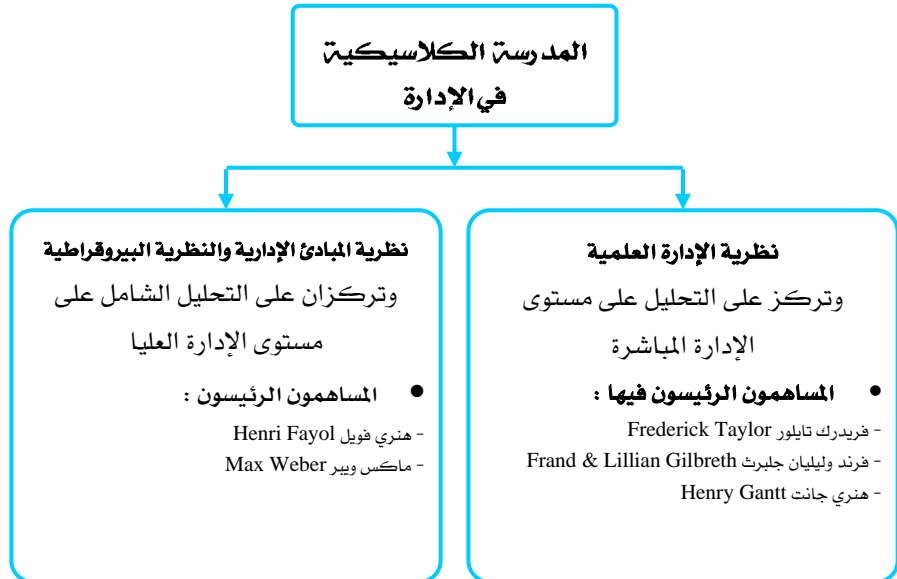 المدرسة الكلاسيكية
في الإدارة
نظرية الإدارة العلمية
وتركز على التحليل على مستوى
الإدارة المباشرة
● المساهمون الرئيسون فيها :
- فريدرك تايلور Frederick Taylor
- فرند وليليان جلبرث Frand & Lillian Gilbreth
- هنري جانت Henry Gantt
نظرية المبادئ الإدارية والنظرية البيروقراطية
وتركزان على التحليل الشامل على
مستوى الإدارة العليا
● المساهمون الرئيسون :
- هنري فويل Henri Fayol
- ماكس ويبر Max Weber